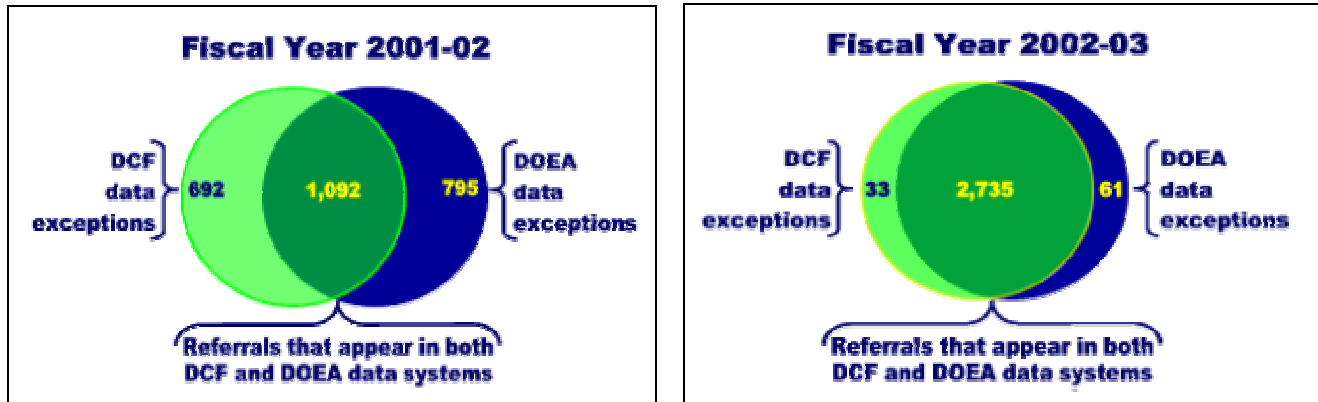 Fiscal Year 2001-02
DCF
data
exceptions
692
1,092
795
DOEA
data
exceptions
Referrals that appear in both
DCF and DOEA data systems
Fiscal Year 2002-03
DCF
data
exceptions
33
2,735
61
DOEA
data
exceptions
Referrals that appear in both
DCF and DOEA data systems